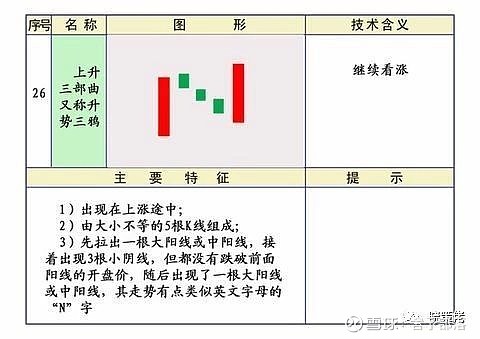 序号 名 称 图 形 技术含义
26
上升
三部曲
又称升
势三鸦
继续看涨
主 要 特 征 提 示
1）出现在上涨途中；
2）由大小不等的5根K线组成；
3）先拉出一根大阳线或中阳线，接
着出现3根小阴线，但都没有跌破前面
阳线的开盘价，随后出现了一根大阳线
或中阳线，其走势有点类似英文字母的
“N”字